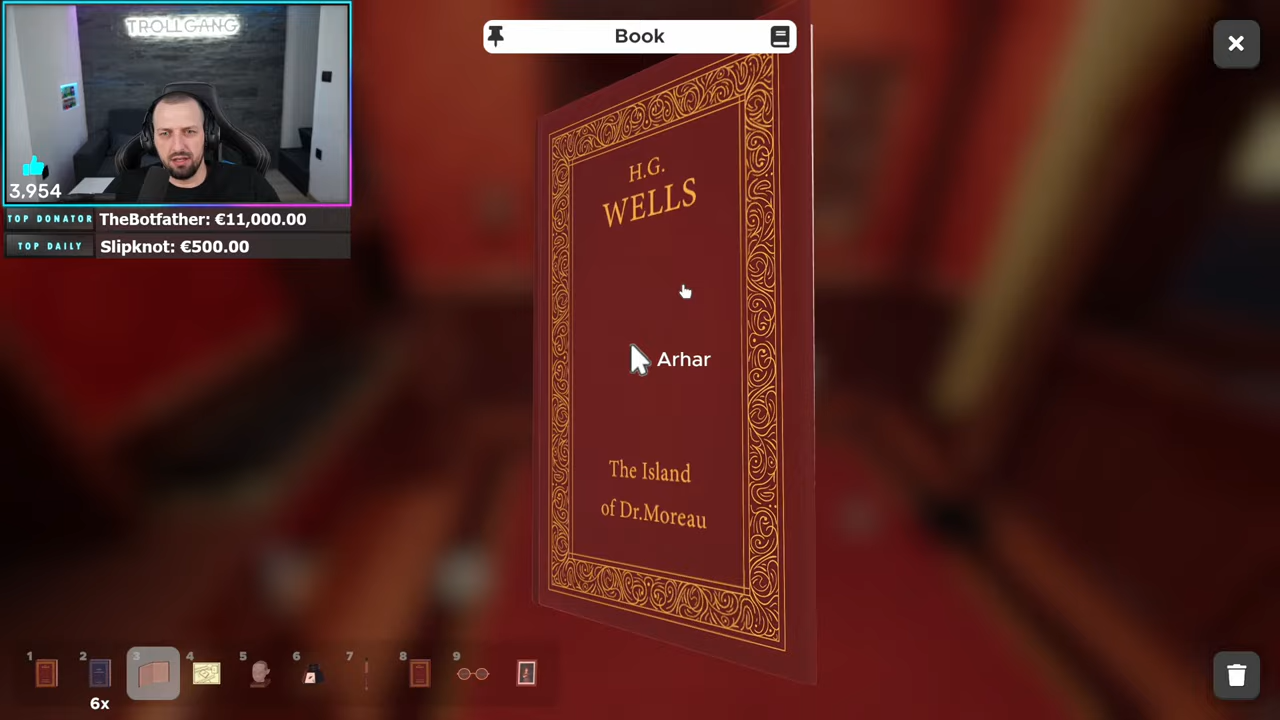 TROLLGANG
3,954
TOP DONATOR TheBotfather: €11,000.00
TOP DAILY Slipknot: €500.00
Book
H.G.
WELLS
Arhar
The Island
of Dr.Moreau
1 2 3 4 5 6 7 8 9
6x